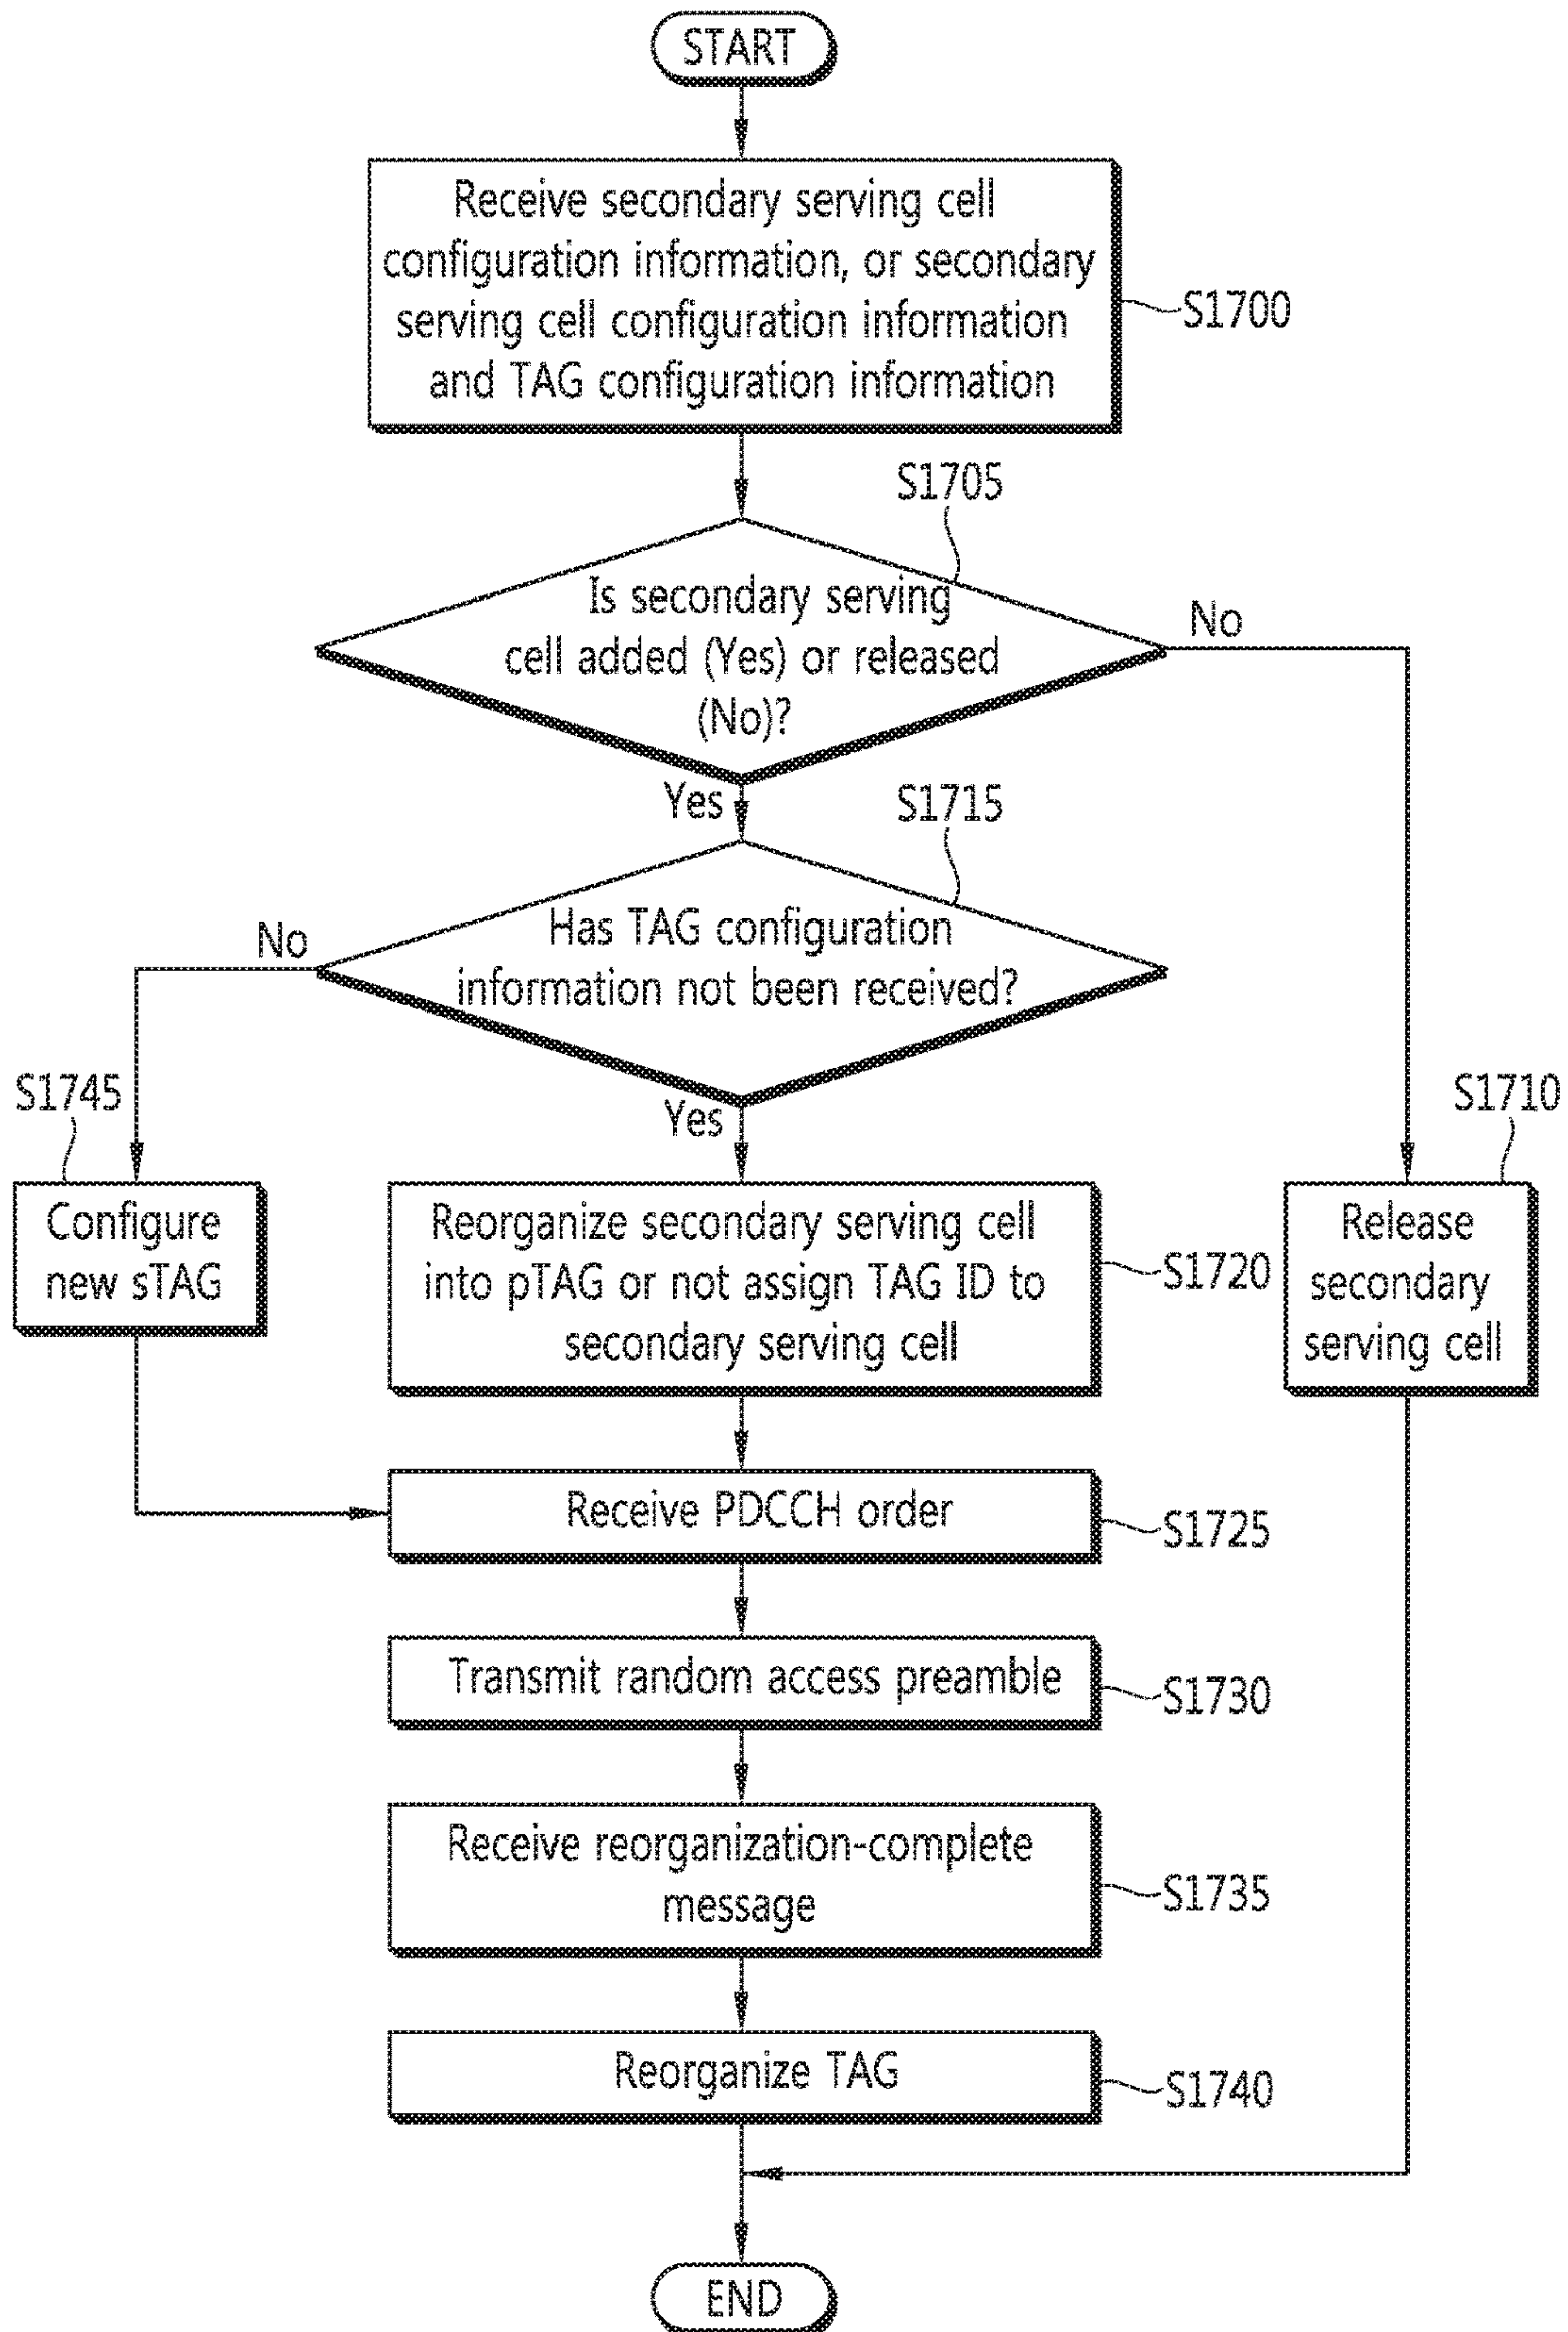 START
Receive secondary serving cell
configuration information, or secondary
serving cell configuration information
and TAG configuration information
S1700
S1705
Is secondary serving
cell added (Yes) or released
(No)?
No
Yes
S1715
Has TAG configuration
information not been received?
No
Yes
S1745
Configure
new sTAG
Reorganize secondary serving cell
into pTAG or not assign TAG ID to
secondary serving cell
S1720
S1710
Release
secondary
serving cell
Receive PDCCH order
S1725
Transmit random access preamble
S1730
Receive reorganization-complete
message
S1735
Reorganize TAG
S1740
END